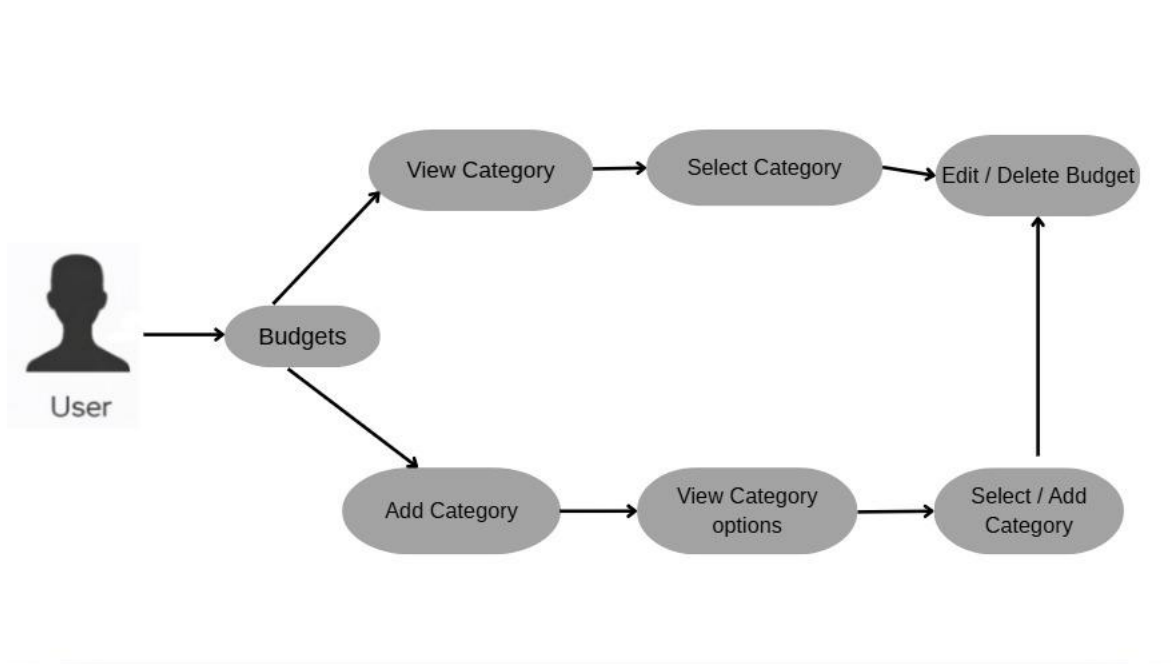 View Category
Select Category
Edit / Delete Budget
Budgets
User
Add Category
View Category
options
Select / Add
Category